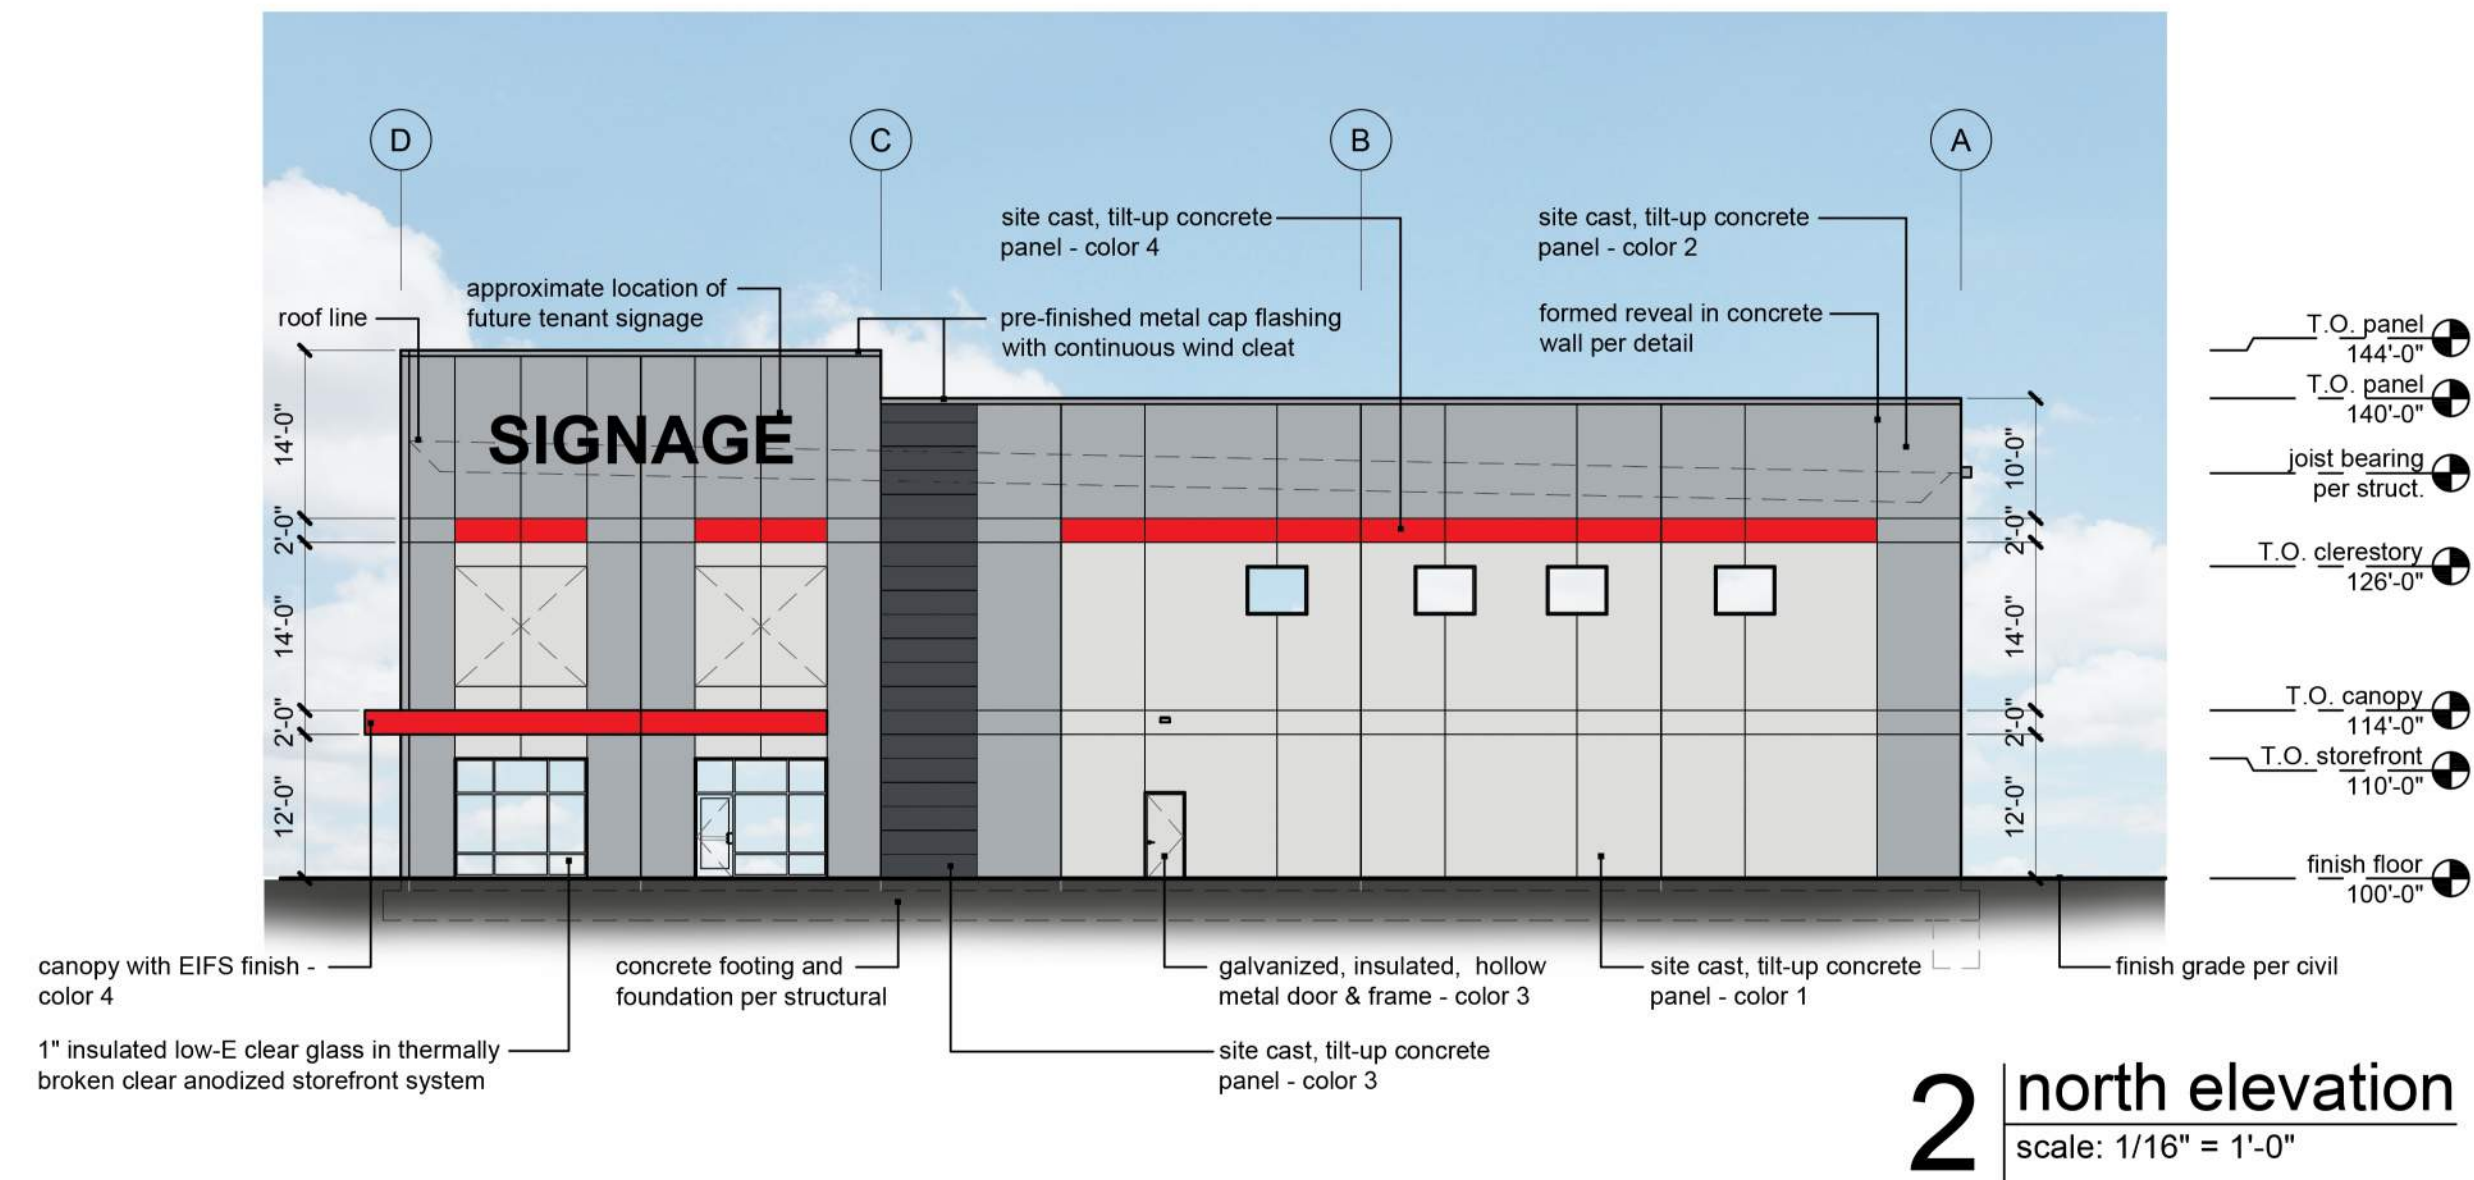 D
C
B
A
site cast, tilt-up concrete
panel - color 4
site cast, tilt-up concrete
panel - color 2
approximate location of
future tenant signage
roof line
pre-finished metal cap flashing
with continuous wind cleat
formed reveal in concrete
wall per detail
T.O. panel
144'-0"
T.O. panel
140'-0"
joist bearing
per struct.
T.O. clerestory
126'-0"
T.O. canopy
114'-0"
T.O. storefront
110'-0"
finish floor
100'-0"
SIGNAGE
14'-0"
2'-0"
14'-0"
2'-0"
12'-0"
10'-0"
2'-0"
14'-0"
2'-0"
12'-0"
canopy with EIFS finish -
color 4
concrete footing and
foundation per structural
galvanized, insulated, hollow
metal door & frame - color 3
site cast, tilt-up concrete
panel - color 1
finish grade per civil
1" insulated low-E clear glass in thermally
broken clear anodized storefront system
site cast, tilt-up concrete
panel - color 3
2
north elevation
scale: 1/16" = 1'-0"